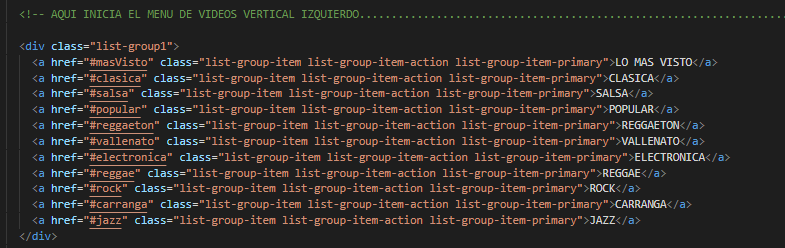 <!-- AQUI INICIA EL MENU DE VIDEOS VERTICAL IZQUIERDO..................................................................
<div class="list-group1">
<a href="#masVisto" class="list-group-item list-group-item-action list-group-item-primary">LO MAS VISTO</a>
<a href="#clasica" class="list-group-item list-group-item-action list-group-item-primary">CLASICA</a>
<a href="#salsa" class="list-group-item list-group-item-action list-group-item-primary">SALSA</a>
<a href="#popular" class="list-group-item list-group-item-action list-group-item-primary">POPULAR</a>
<a href="#reggaeton" class="list-group-item list-group-item-action list-group-item-primary">REGGAETON</a>
<a href="#vallenato" class="list-group-item list-group-item-action list-group-item-primary">VALLENATO</a>
<a href="#electronica" class="list-group-item list-group-item-action list-group-item-primary">ELECTRONICA</a>
<a href="#reggae" class="list-group-item list-group-item-action list-group-item-primary">REGGAE</a>
<a href="#rock" class="list-group-item list-group-item-action list-group-item-primary">ROCK</a>
<a href="#carranga" class="list-group-item list-group-item-action list-group-item-primary">CARRANGA</a>
<a href="#jazz" class="list-group-item list-group-item-action list-group-item-primary">JAZZ</a>
</div>